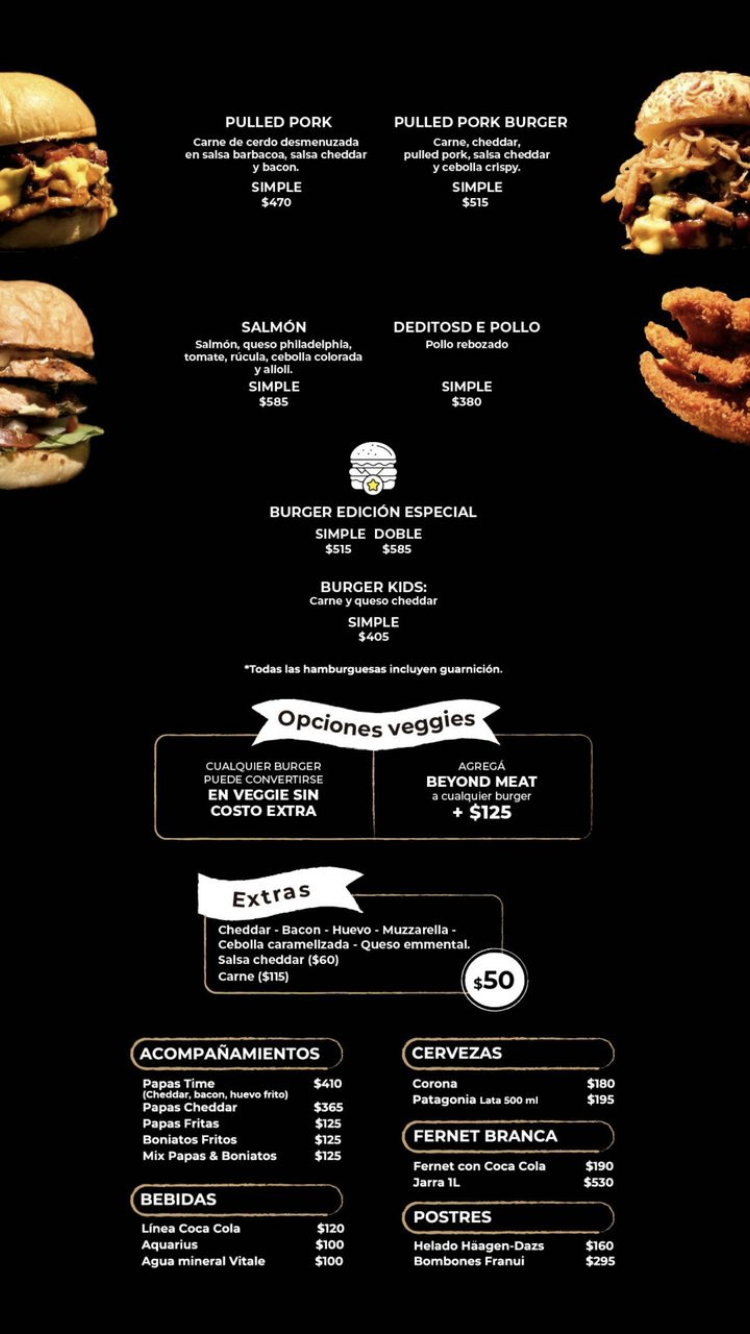 PULLED PORK
Carne de cerdo desmenuzada
en salsa barbacoa, salsa cheddar
y bacon.
SIMPLE
$470
PULLED PORK BURGER
Carne, cheddar,
pulled pork, salsa cheddar
y cebolla crispy.
SIMPLE
$515
SALMÓN
Salmón, queso philadelphia,
tomate, rúcula, cebolla colorada
y alioli.
SIMPLE
$585
DEDITOSD E POLLO
Pollo rebozado
SIMPLE
$380
BURGER EDICIÓN ESPECIAL
SIMPLE DOBLE
$515 $585
BURGER KIDS:
Carne y queso cheddar
SIMPLE
$405
*Todas las hamburguesas incluyen guarnición.
Opciones veggies
CUALQUIER BURGER
PUEDE CONVERTIRSE
EN VEGGIE SIN
COSTO EXTRA
AGREGÁ
BEYOND MEAT
a cualquier burger
+ $125
Extras
Cheddar - Bacon - Huevo - Muzzarella -
Cebolla caramelizada - Queso emmental.
Salsa cheddar ($60)
Carne ($115)
$50
ACOMPAÑAMIENTOS
Papas Time $410
(Cheddar, bacon, huevo frito)
Papas Cheddar $365
Papas Fritas $125
Boniatos Fritos $125
Mix Papas & Boniatos $125
BEBIDAS
Línea Coca Cola $120
Aquarius $100
Agua mineral Vitale $100
CERVEZAS
Corona $180
Patagonia Lata 500 ml $195
FERNET BRANCA
Fernet con Coca Cola $190
Jarra 1L $530
POSTRES
Helado Häagen-Dazs $160
Bombones Franui $295